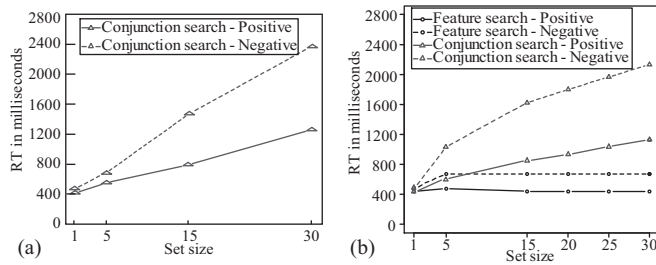 2800
2400
2000
1600
1200
800
400
0
RT in milliseconds
Conjunction search - Positive
Conjunction search - Negative
1 5 15 30
Set size
(a)
2800
2400
2000
1600
1200
800
400
0
RT in milliseconds
Feature search - Positive
Feature search - Negative
Conjunction search - Positive
Conjunction search - Negative
1 5 15 20 25 30
Set size
(b)